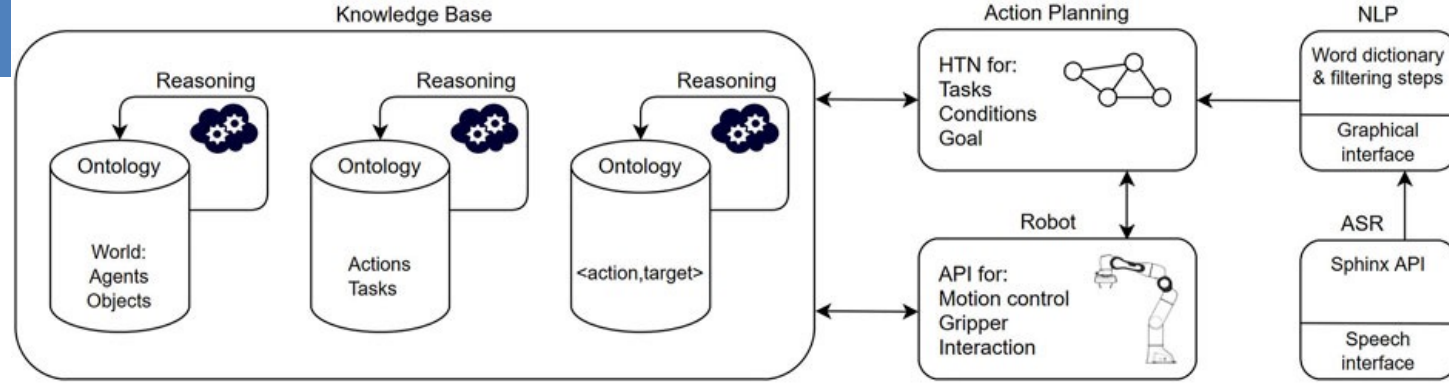 Knowledge Base
Reasoning
Ontology
World:
Agents
Objects
Reasoning
Ontology
Actions
Tasks
Reasoning
Ontology
<action,target>
Action Planning
HTN for:
Tasks
Conditions
Goal
Robot
API for:
Motion control
Gripper
Interaction
NLP
Word dictionary
& filtering steps
Graphical
interface
ASR
Sphinx API
Speech
interface